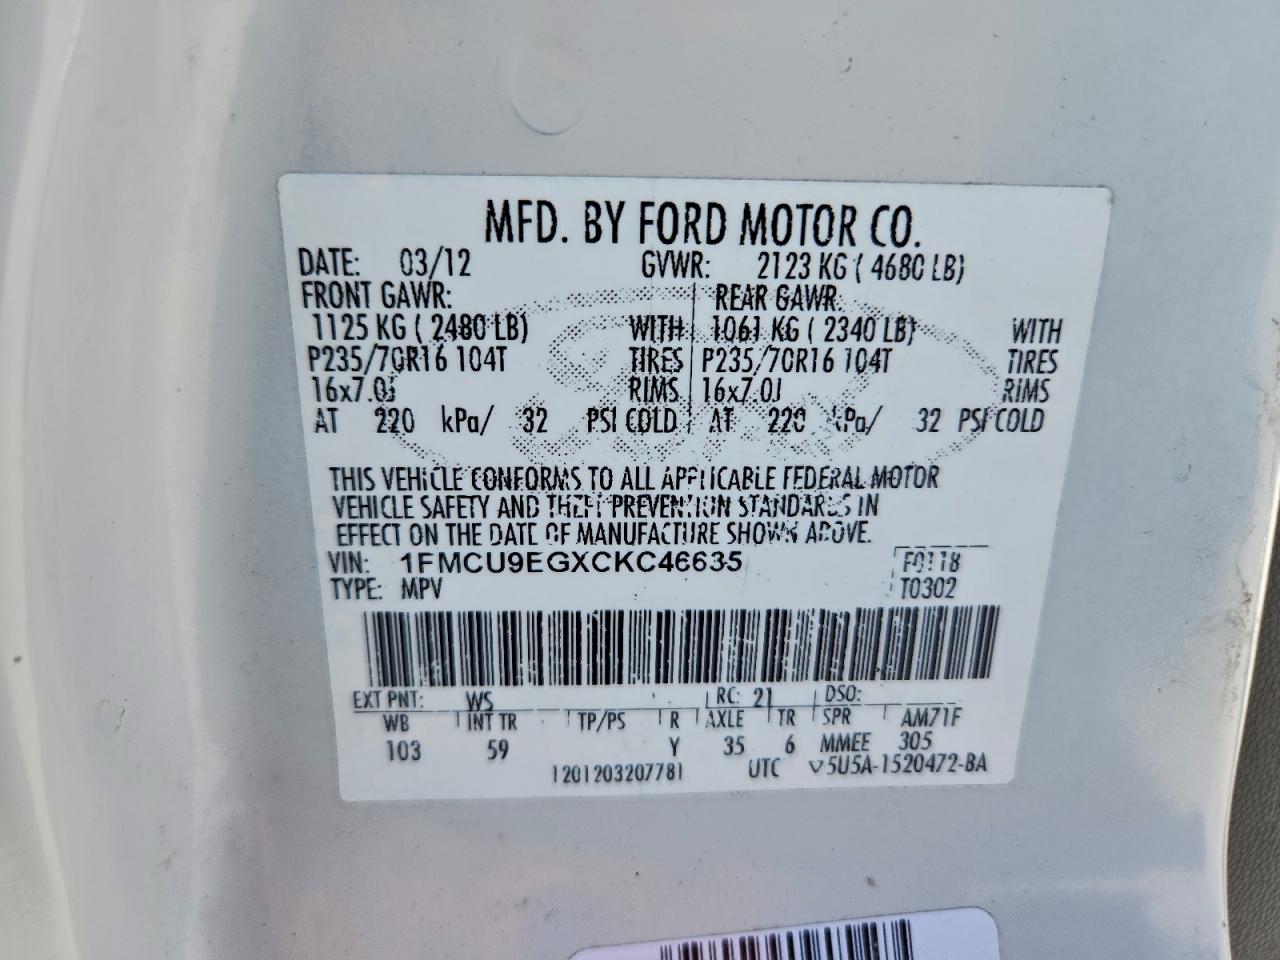 MFD. BY FORD MOTOR CO.
DATE: 03/12 GVWR: 2123 KG ( 4680 LB)
FRONT GAWR: REAR GAWR:
1125 KG ( 2480 LB) WITH 1061 KG ( 2340 LB) WITH
P235/70R16 104T TIRES P235/70R16 104T TIRES
16x7.0J RIMS 16x7.0J RIMS
AT 220 kPa/ 32 PSI COLD AT 220 kPa/ 32 PSI COLD
THIS VEHICLE CONFORMS TO ALL APPLICABLE FEDERAL MOTOR
VEHICLE SAFETY AND THEFT PREVENTION STANDARDS IN
EFFECT ON THE DATE OF MANUFACTURE SHOWN ABOVE.
VIN: 1FMCU9EGXCKC46635 F0118
TYPE: MPV T0302
EXT PNT: WS RC: 21 DSO:
WB INT TR TP/PS R AXLE TR SPR AM71F
103 59 Y 35 6 MMEE 305
1201203207781 UTC V5U5A-1520472-BA